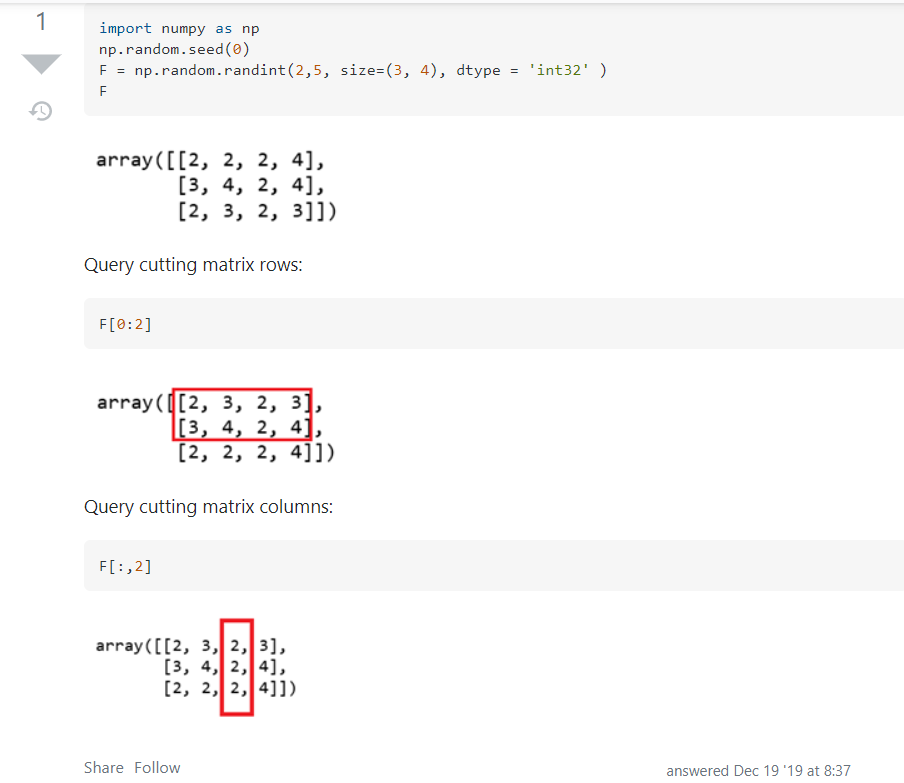 1
import numpy as np
np.random.seed(0)
F = np.random.randint(2,5, size=(3, 4), dtype = 'int32' )
F
array([[2, 2, 2, 4],
[3, 4, 2, 4],
[2, 3, 2, 3]])
Query cutting matrix rows:
F[0:2]
array([[2, 3, 2, 3],
[3, 4, 2, 4],
[2, 2, 2, 4]])
Query cutting matrix columns:
F[:,2]
array([[2, 3, 2, 3],
[3, 4, 2, 4],
[2, 2, 2, 4]])
Share Follow
answered Dec 19 '19 at 8:37